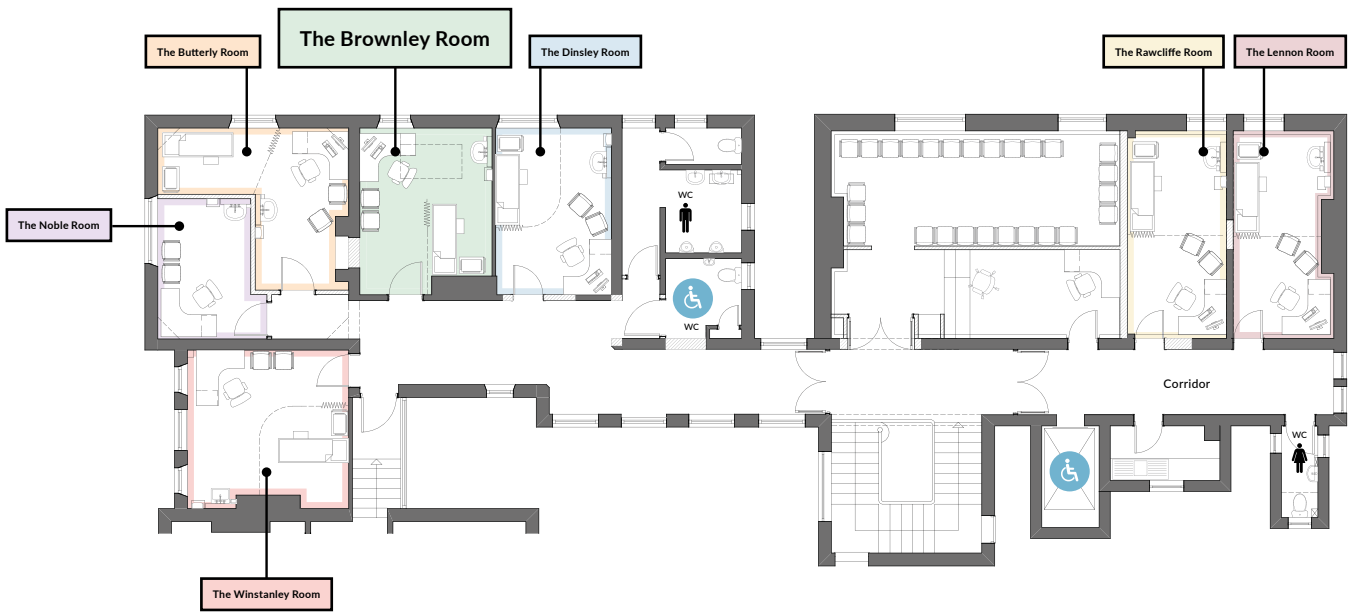 The Brownley Room
The Butterly Room
The Dinsley Room
The Rawcliffe Room
The Lennon Room
WC
The Noble Room
WC
Corridor
WC
The Winstanley Room